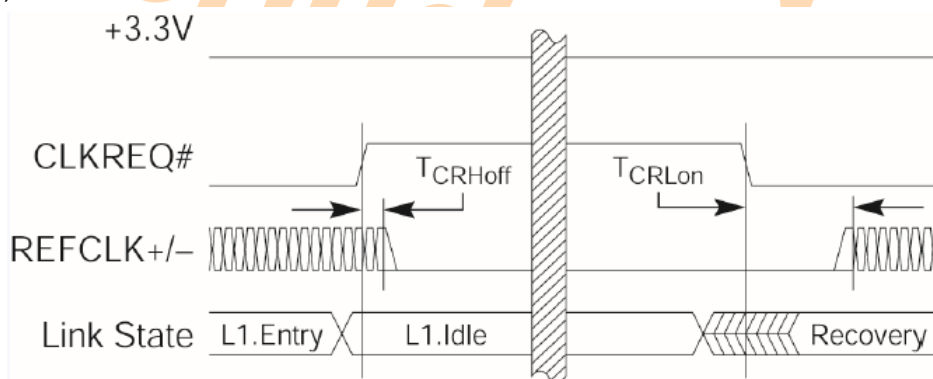 +3.3V
CLKREQ#
TCRHoff
TCRLon
REFCLK+/–
Link State
L1.Entry
L1.Idle
Recovery